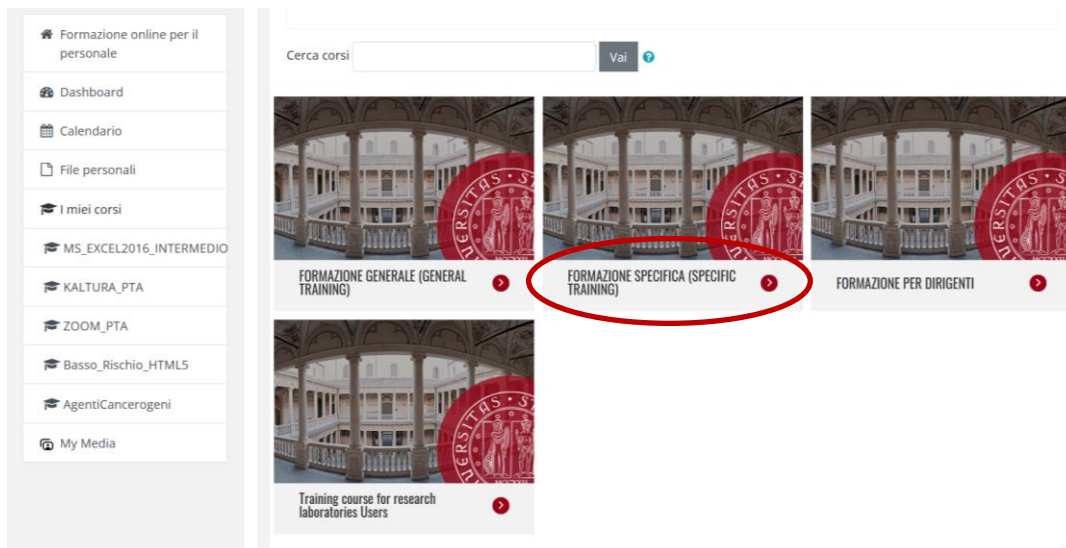 Formazione online per il
personale
Dashboard
Calendario
File personali
I miei corsi
MS_EXCEL2016_INTERMEDIO
KALTURA_PTA
ZOOM_PTA
Basso_Rischio_HTML5
AgentiCancerogeni
My Media
Cerca corsi
Vai
FORMAZIONE GENERALE (GENERAL
TRAINING)
FORMAZIONE SPECIFICA (SPECIFIC
TRAINING)
FORMAZIONE PER DIRIGENTI
Training course for research
laboratories Users